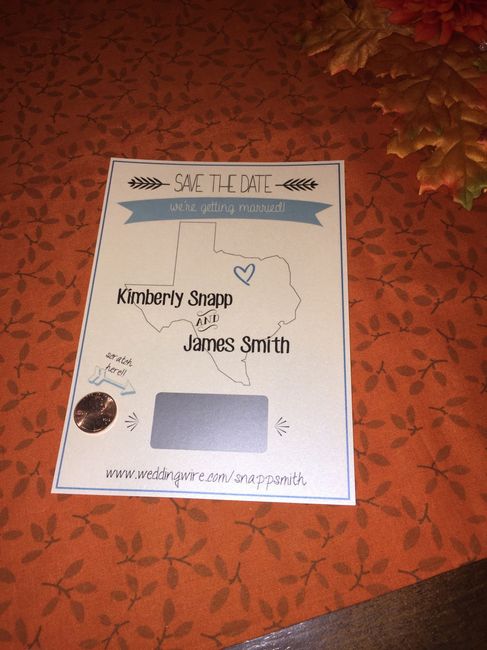 SAVE THE DATE
we're getting married!
Kimberly Snapp
AND
James Smith
scratch
here!!
www.weddingwire.com/snappsmith